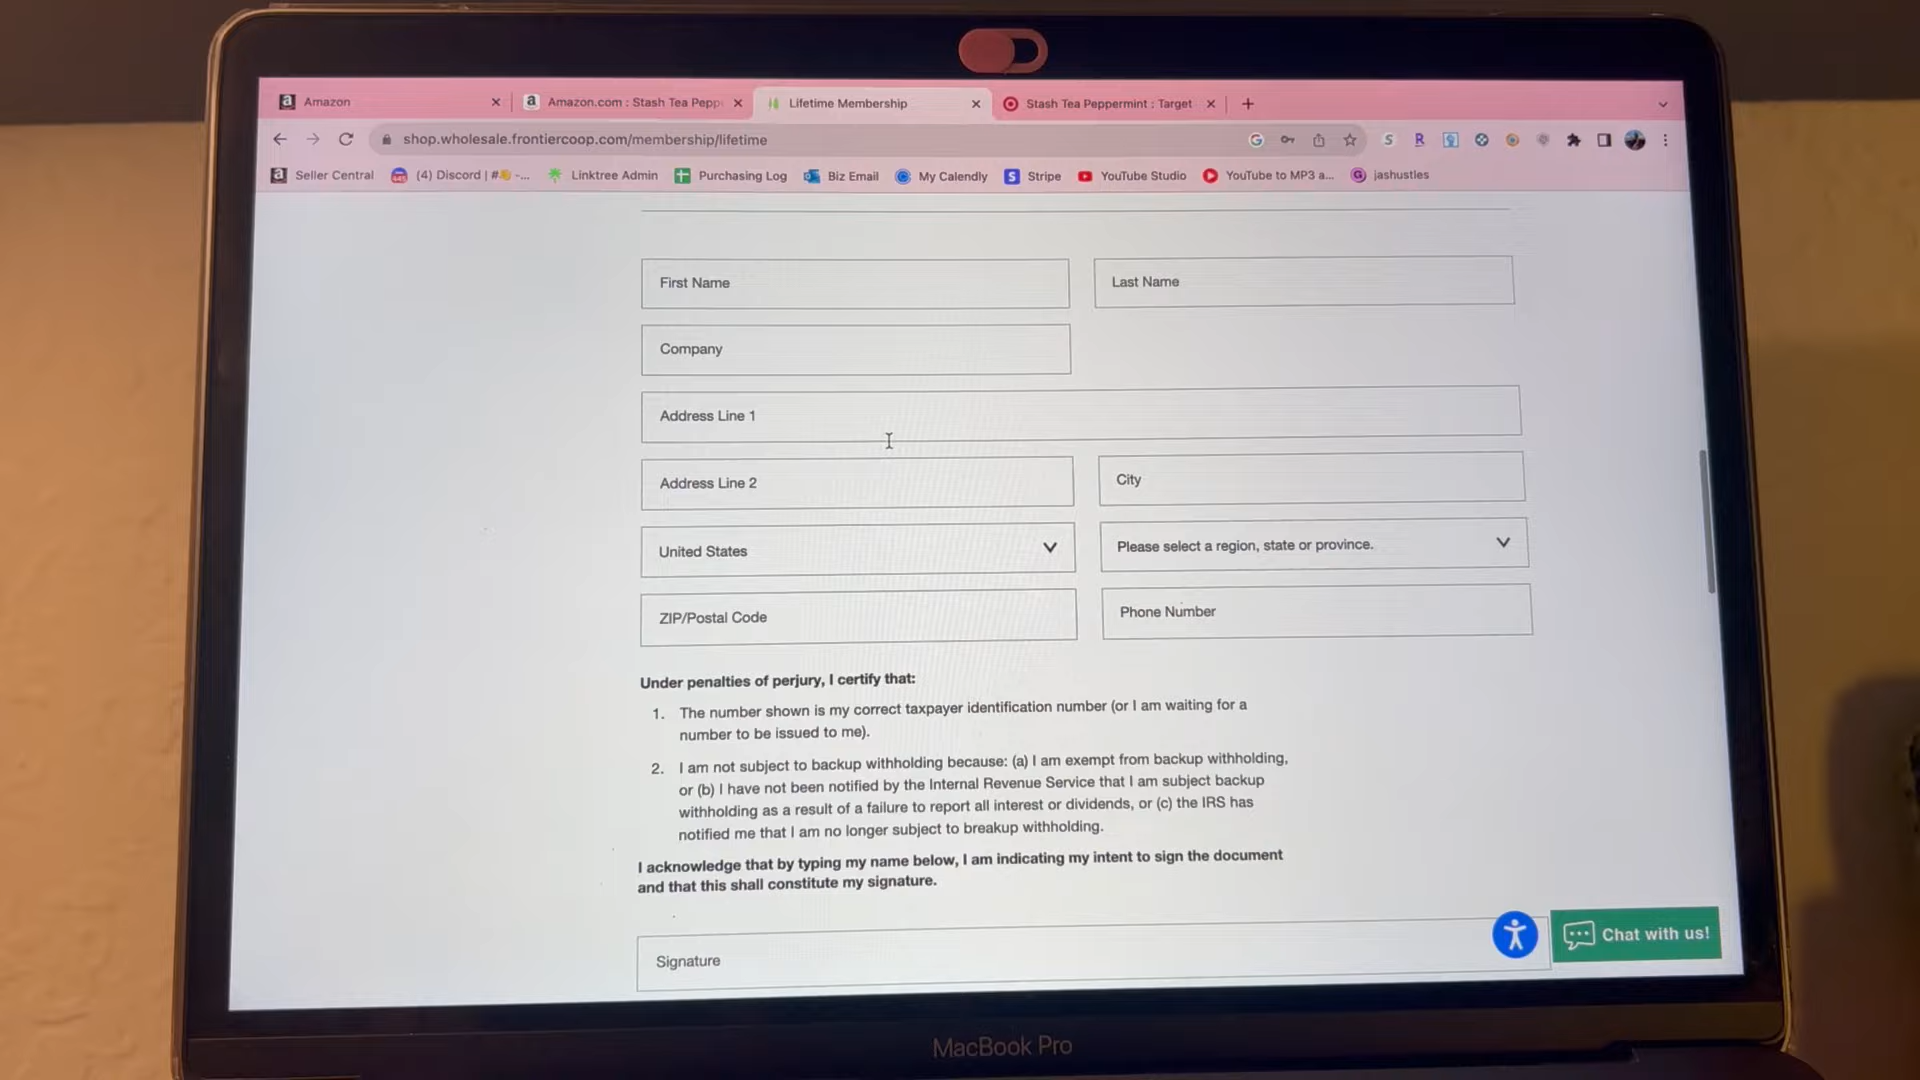 Amazon
Amazon.com : Stash Tea Pepp
Lifetime Membership
Stash Tea Peppermint : Target
shop.wholesale.frontiercoop.com/membership/lifetime
Seller Central
(4) Discord | #👋 -...
Linktree Admin
Purchasing Log
Biz Email
My Calendly
Stripe
YouTube Studio
YouTube to MP3 a...
jashustles
First Name
Last Name
Company
Address Line 1
Address Line 2
City
United States
Please select a region, state or province.
ZIP/Postal Code
Phone Number
Under penalties of perjury, I certify that:
1. The number shown is my correct taxpayer identification number (or I am waiting for a
number to be issued to me).
2. I am not subject to backup withholding because: (a) I am exempt from backup withholding,
or (b) I have not been notified by the Internal Revenue Service that I am subject backup
withholding as a result of a failure to report all interest or dividends, or (c) the IRS has
notified me that I am no longer subject to breakup withholding.
I acknowledge that by typing my name below, I am indicating my intent to sign the document
and that this shall constitute my signature.
Signature
Chat with us!
MacBook Pro